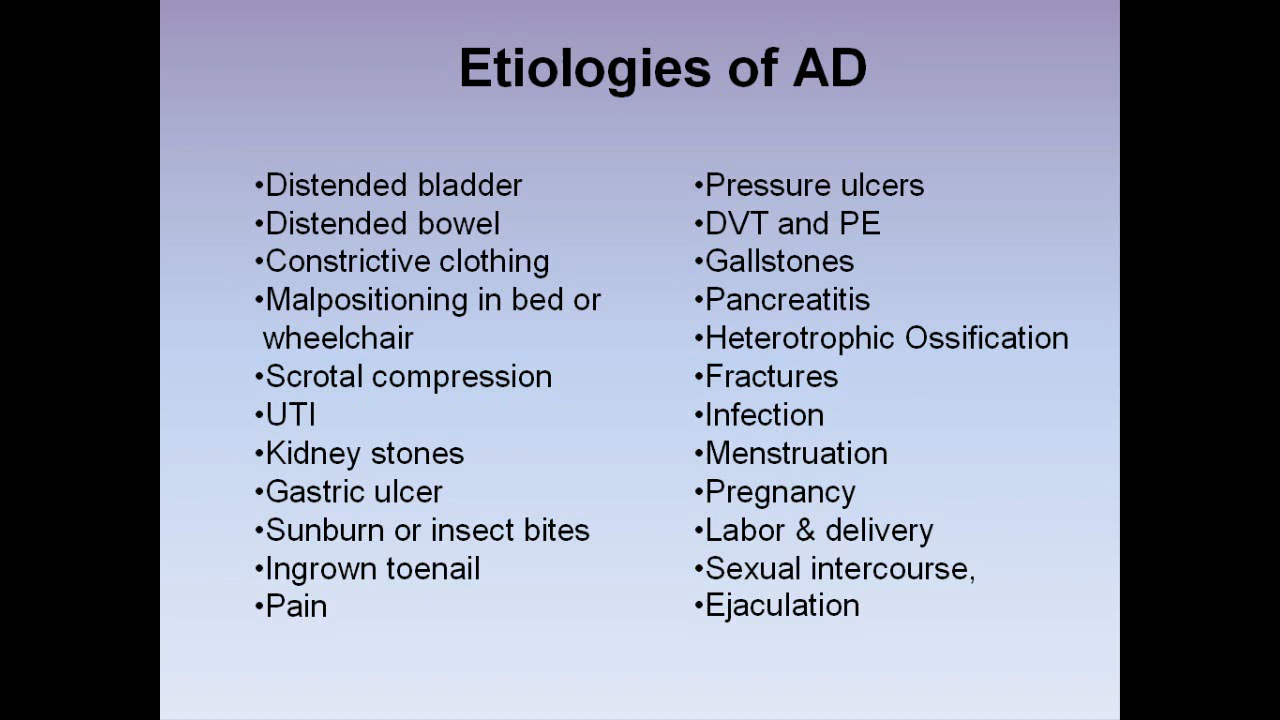 Etiologies of AD
•Distended bladder
•Distended bowel
•Constrictive clothing
•Malpositioning in bed or
wheelchair
•Scrotal compression
•UTI
•Kidney stones
•Gastric ulcer
•Sunburn or insect bites
•Ingrown toenail
•Pain
•Pressure ulcers
•DVT and PE
•Gallstones
•Pancreatitis
•Heterotrophic Ossification
•Fractures
•Infection
•Menstruation
•Pregnancy
•Labor & delivery
•Sexual intercourse,
•Ejaculation